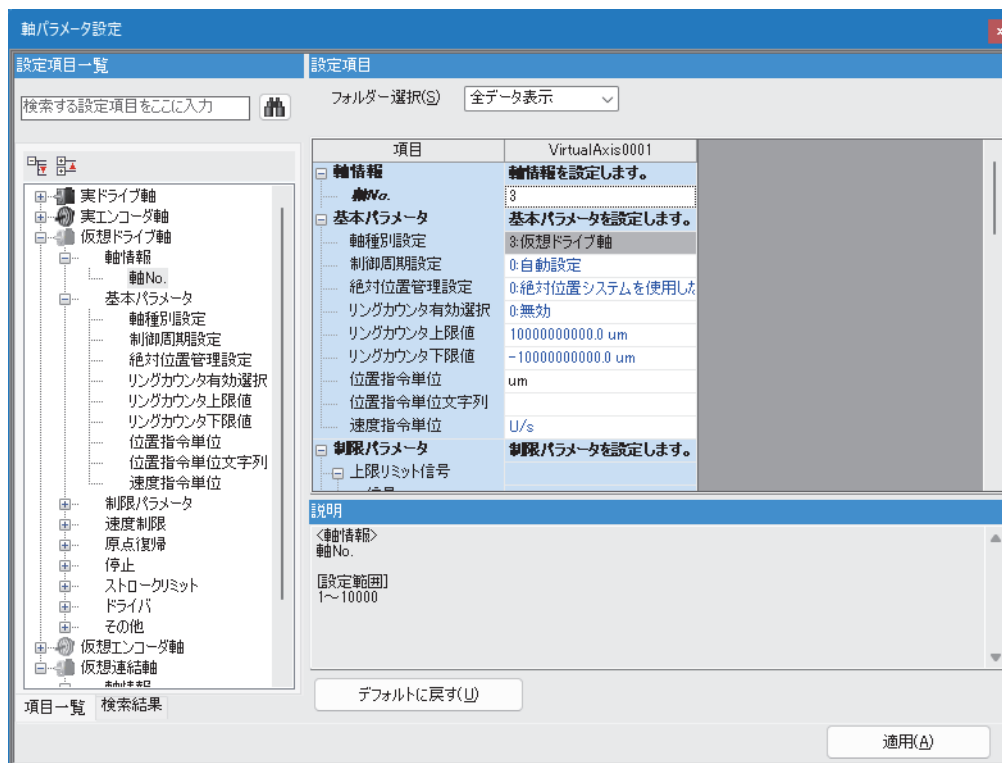 軸パラメータ設定
設定項目一覧
検索する設定項目をここに入力
実ドライブ軸
実エンコーダ軸
仮想ドライブ軸
軸情報
軸No.
基本パラメータ
軸種別設定
制御周期設定
絶対位置管理設定
リングカウンタ有効選択
リングカウンタ上限値
リングカウンタ下限値
位置指令単位
位置指令単位文字列
速度指令単位
制限パラメータ
速度制限
原点復帰
停止
ストロークリミット
ドライバ
その他
仮想エンコーダ軸
仮想連結軸
軸情報
項目一覧 検索結果
設定項目
フォルダー選択(S) 全データ表示
項目 VirtualAxis0001
軸情報 軸情報を設定します。
軸No. 3
基本パラメータ 基本パラメータを設定します。
軸種別設定 3:仮想ドライブ軸
制御周期設定 0:自動設定
絶対位置管理設定 0:絶対位置システムを使用した
リングカウンタ有効選択 0:無効
リングカウンタ上限値 10000000000.0 um
リングカウンタ下限値 -10000000000.0 um
位置指令単位 um
位置指令単位文字列
速度指令単位 U/s
制限パラメータ 制限パラメータを設定します。
上限リミット信号
説明
<軸情報>
軸No.
[設定範囲]
1～10000
デフォルトに戻す(U)
適用(A)